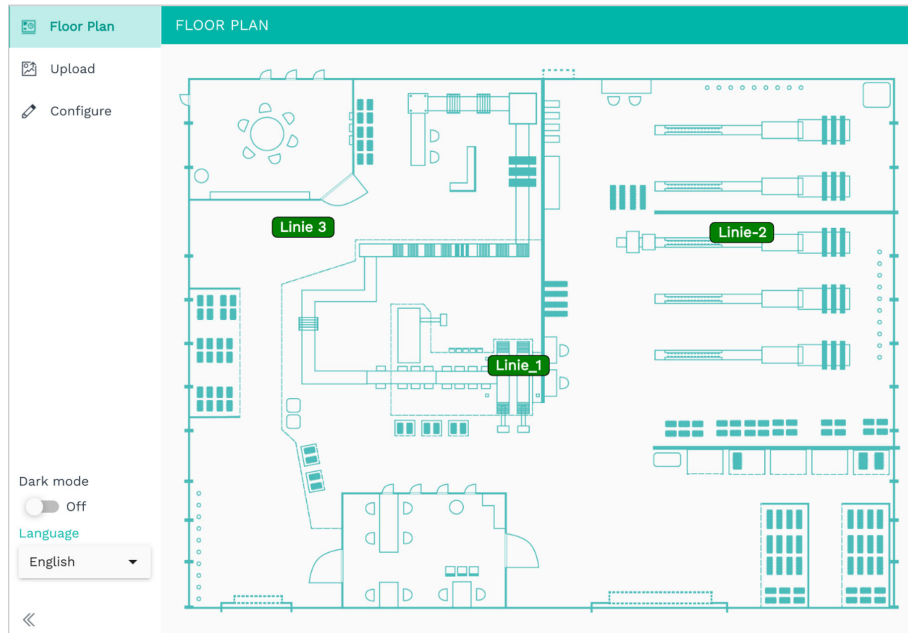 Floor Plan
FLOOR PLAN
Upload
Configure
Linie 3
Linie-2
Linie_1
Dark mode
Off
Language
English